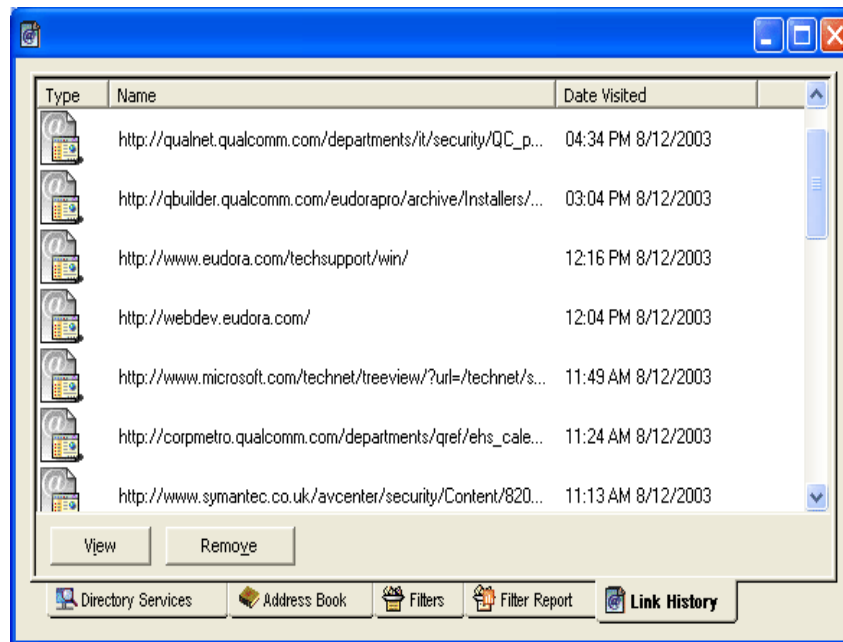 Type Name Date Visited
http://qualnet.qualcomm.com/departments/it/security/QC_p... 04:34 PM 8/12/2003
http://qbuilder.qualcomm.com/eudorapro/archive/Installers/... 03:04 PM 8/12/2003
http://www.eudora.com/techsupport/win/ 12:16 PM 8/12/2003
http://webdev.eudora.com/ 12:04 PM 8/12/2003
http://www.microsoft.com/technet/treeview/?url=/technet/s... 11:49 AM 8/12/2003
http://corpmetro.qualcomm.com/departments/qref/ehs_cale... 11:24 AM 8/12/2003
http://www.symantec.co.uk/avcenter/security/Content/820... 11:13 AM 8/12/2003
View Remove
Directory Services Address Book Filters Filter Report Link History